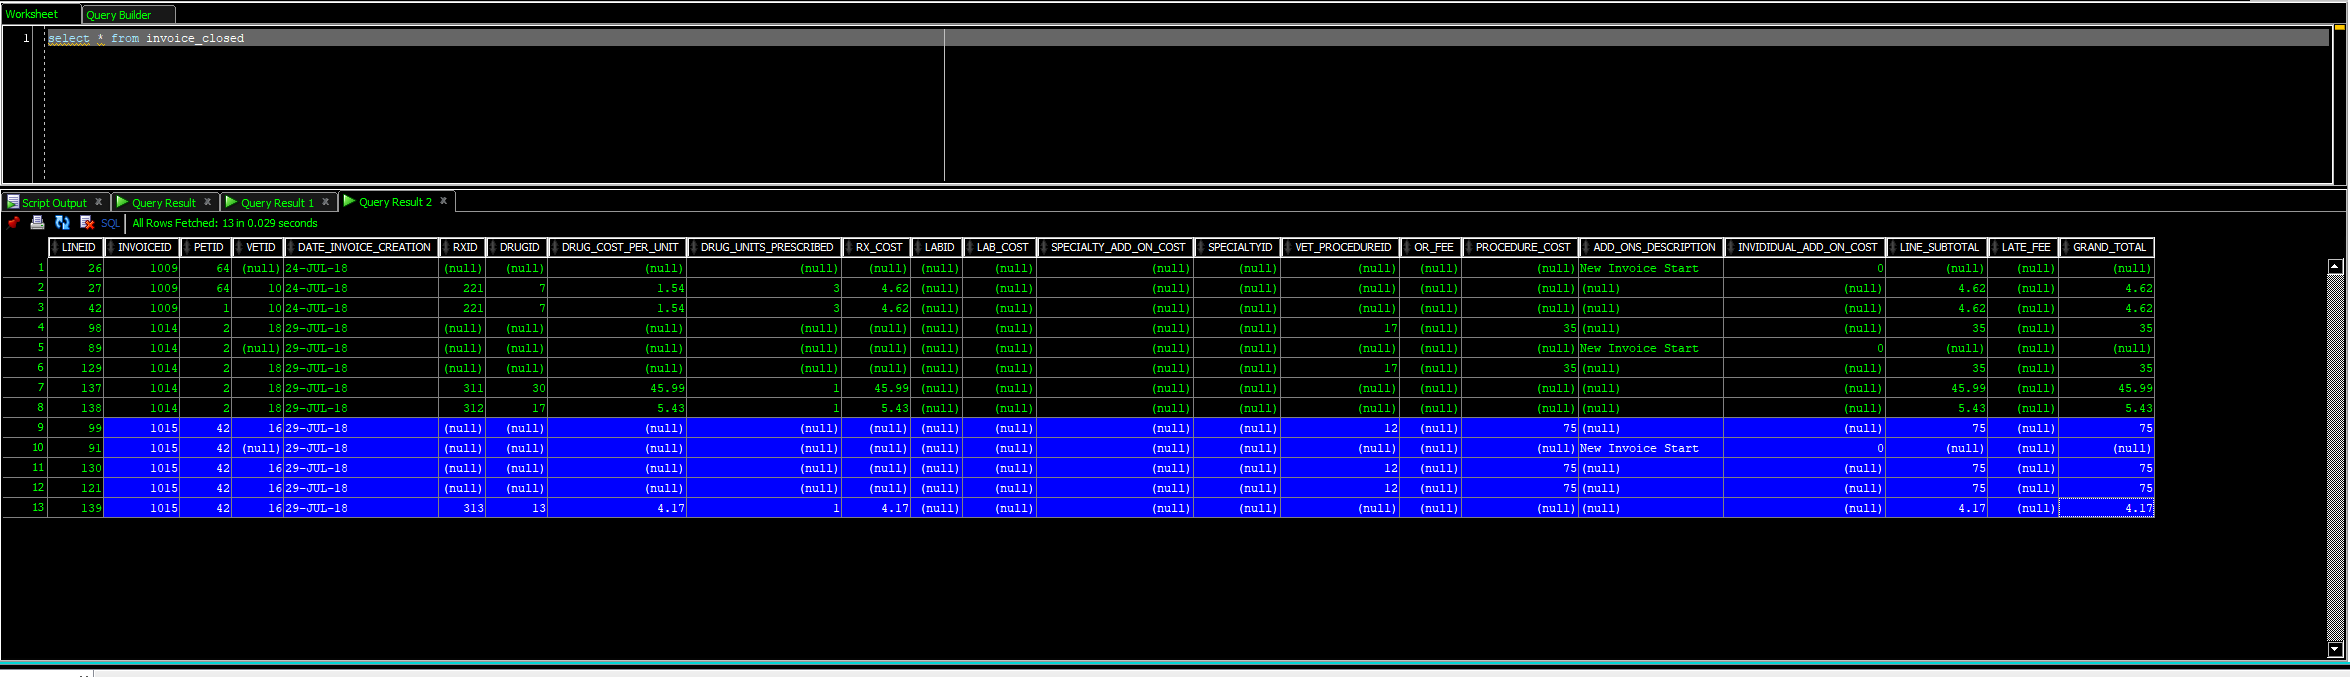 Worksheet Query Builder
1 select * from invoice_closed
Script Output × Query Result × Query Result 1 × Query Result 2 ×
SQL All Rows Fetched: 13 in 0.029 seconds
LINEID INVOICEID PETID VETID DATE_INVOICE_CREATION RXID DRUGID DRUG_COST_PER_UNIT DRUG_UNITS_PRESCRIBED RX_COST LABID LAB_COST SPECIALTY_ADD_ON_COST SPECIALTYID VET_PROCEDUREID OR_FEE PROCEDURE_COST ADD_ONS_DESCRIPTION INVIDIDUAL_ADD_ON_COST LINE_SUBTOTAL LATE_FEE GRAND_TOTAL
1 26 1009 64 (null) 24-JUL-18 (null) (null) (null) (null) (null) (null) (null) (null) (null) (null) (null) (null) New Invoice Start 0 (null) (null) (null)
2 27 1009 64 10 24-JUL-18 221 7 1.54 3 4.62 (null) (null) (null) (null) (null) (null) (null) (null) (null) 4.62 (null) 4.62
3 42 1009 1 10 24-JUL-18 221 7 1.54 3 4.62 (null) (null) (null) (null) (null) (null) (null) (null) (null) 4.62 (null) 4.62
4 98 1014 2 18 29-JUL-18 (null) (null) (null) (null) (null) (null) (null) (null) (null) 17 (null) 35 (null) (null) 35 (null) 35
5 89 1014 2 (null) 29-JUL-18 (null) (null) (null) (null) (null) (null) (null) (null) (null) (null) (null) (null) New Invoice Start 0 (null) (null) (null)
6 129 1014 2 18 29-JUL-18 (null) (null) (null) (null) (null) (null) (null) (null) (null) 17 (null) 35 (null) (null) 35 (null) 35
7 137 1014 2 18 29-JUL-18 311 30 45.99 1 45.99 (null) (null) (null) (null) (null) (null) (null) (null) (null) 45.99 (null) 45.99
8 138 1014 2 18 29-JUL-18 312 17 5.43 1 5.43 (null) (null) (null) (null) (null) (null) (null) (null) (null) 5.43 (null) 5.43
9 99 1015 42 16 29-JUL-18 (null) (null) (null) (null) (null) (null) (null) (null) (null) 12 (null) 75 (null) (null) 75 (null) 75
10 91 1015 42 (null) 29-JUL-18 (null) (null) (null) (null) (null) (null) (null) (null) (null) (null) (null) (null) New Invoice Start 0 (null) (null) (null)
11 130 1015 42 16 29-JUL-18 (null) (null) (null) (null) (null) (null) (null) (null) (null) 12 (null) 75 (null) (null) 75 (null) 75
12 121 1015 42 16 29-JUL-18 (null) (null) (null) (null) (null) (null) (null) (null) (null) 12 (null) 75 (null) (null) 75 (null) 75
13 139 1015 42 16 29-JUL-18 313 13 4.17 1 4.17 (null) (null) (null) (null) (null) (null) (null) (null) (null) 4.17 (null) 4.17